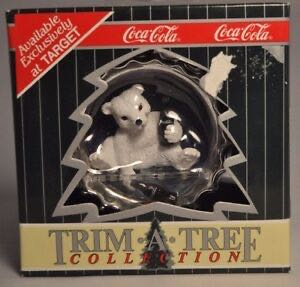 Available
Exclusively
at TARGET
Coca-Cola Coca-Cola
TRIM·A·TREE
COLLECTION